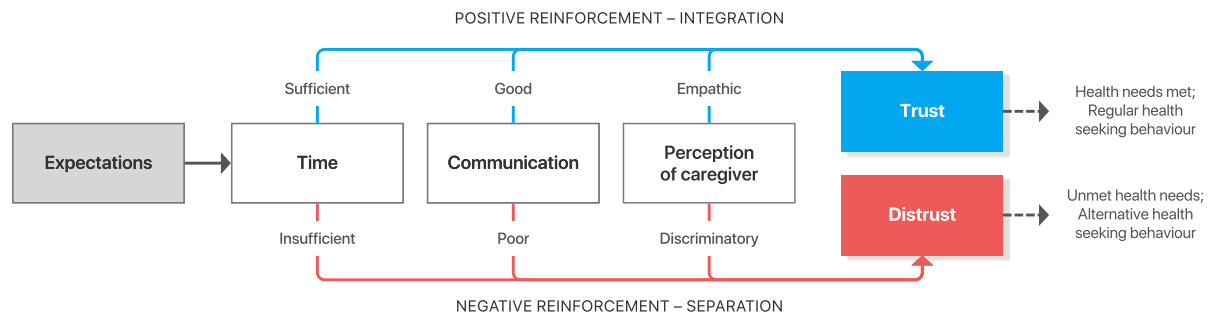 POSITIVE REINFORCEMENT – INTEGRATION
Sufficient
Good
Empathic
Expectations
Time
Communication
Perception
of caregiver
Insufficient
Poor
Discriminatory
NEGATIVE REINFORCEMENT – SEPARATION
Trust
Health needs met;
Regular health
seeking behaviour
Distrust
Unmet health needs;
Alternative health
seeking behaviour